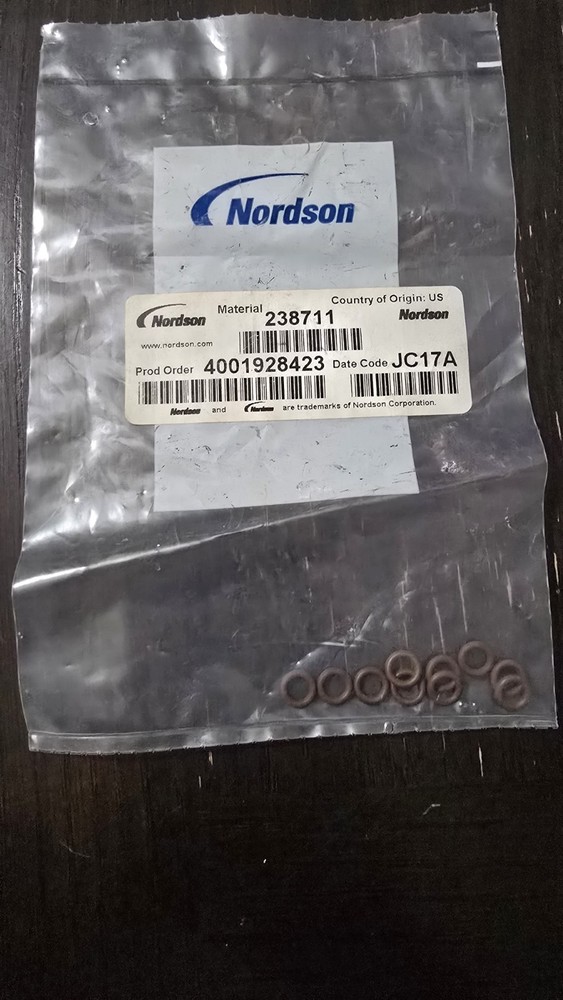 Nordson
Nordson Material 238711 Country of Origin: US
Nordson
www.nordson.com
Prod Order 4001928423 Date Code JC17A
Nordson and Nordson are trademarks of Nordson Corporation.